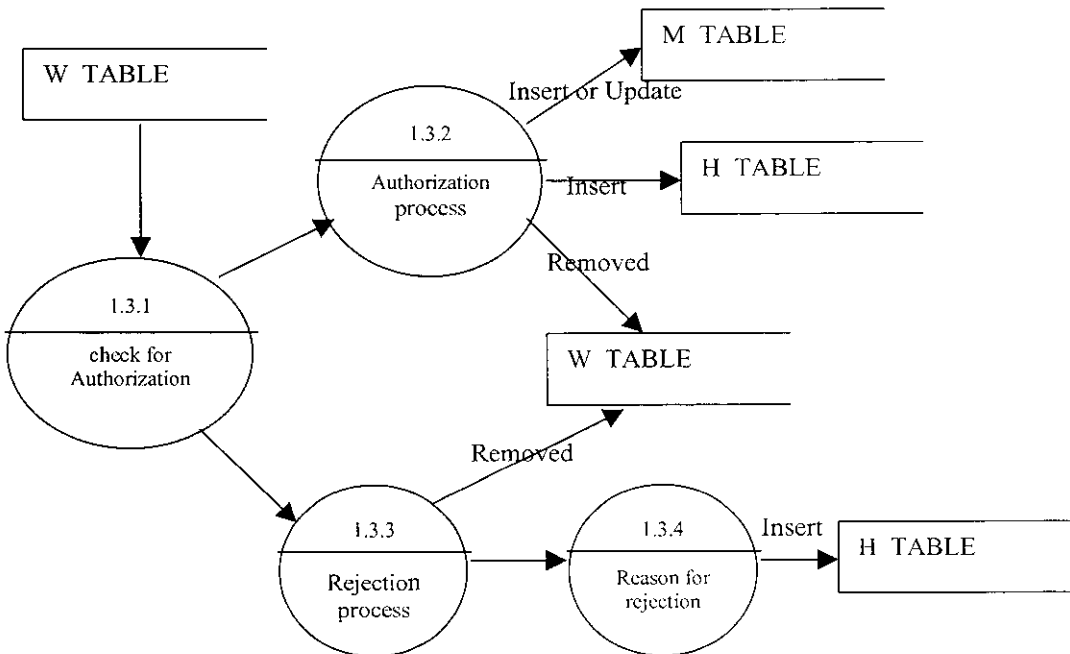 M TABLE
W TABLE
Insert or Update
1.3.2
H TABLE
Authorization
process
Insert
Removed
1.3.1
W TABLE
check for
Authorization
Removed
1.3.3
1.3.4
Insert
H TABLE
Rejection
process
Reason for
rejection